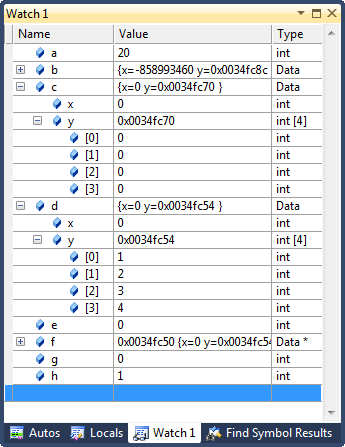 Watch 1
Name Value Type
a 20 int
b {x=-858993460 y=0x0034fc8c Data
c {x=0 y=0x0034fc70 } Data
x 0 int
y 0x0034fc70 int [4]
[0] 0 int
[1] 0 int
[2] 0 int
[3] 0 int
d {x=0 y=0x0034fc54 } Data
x 0 int
y 0x0034fc54 int [4]
[0] 1 int
[1] 2 int
[2] 3 int
[3] 4 int
e 0 int
f 0x0034fc50 {x=0 y=0x0034fc54 Data *
g 0 int
h 1 int
Autos Locals Watch 1 Find Symbol Results